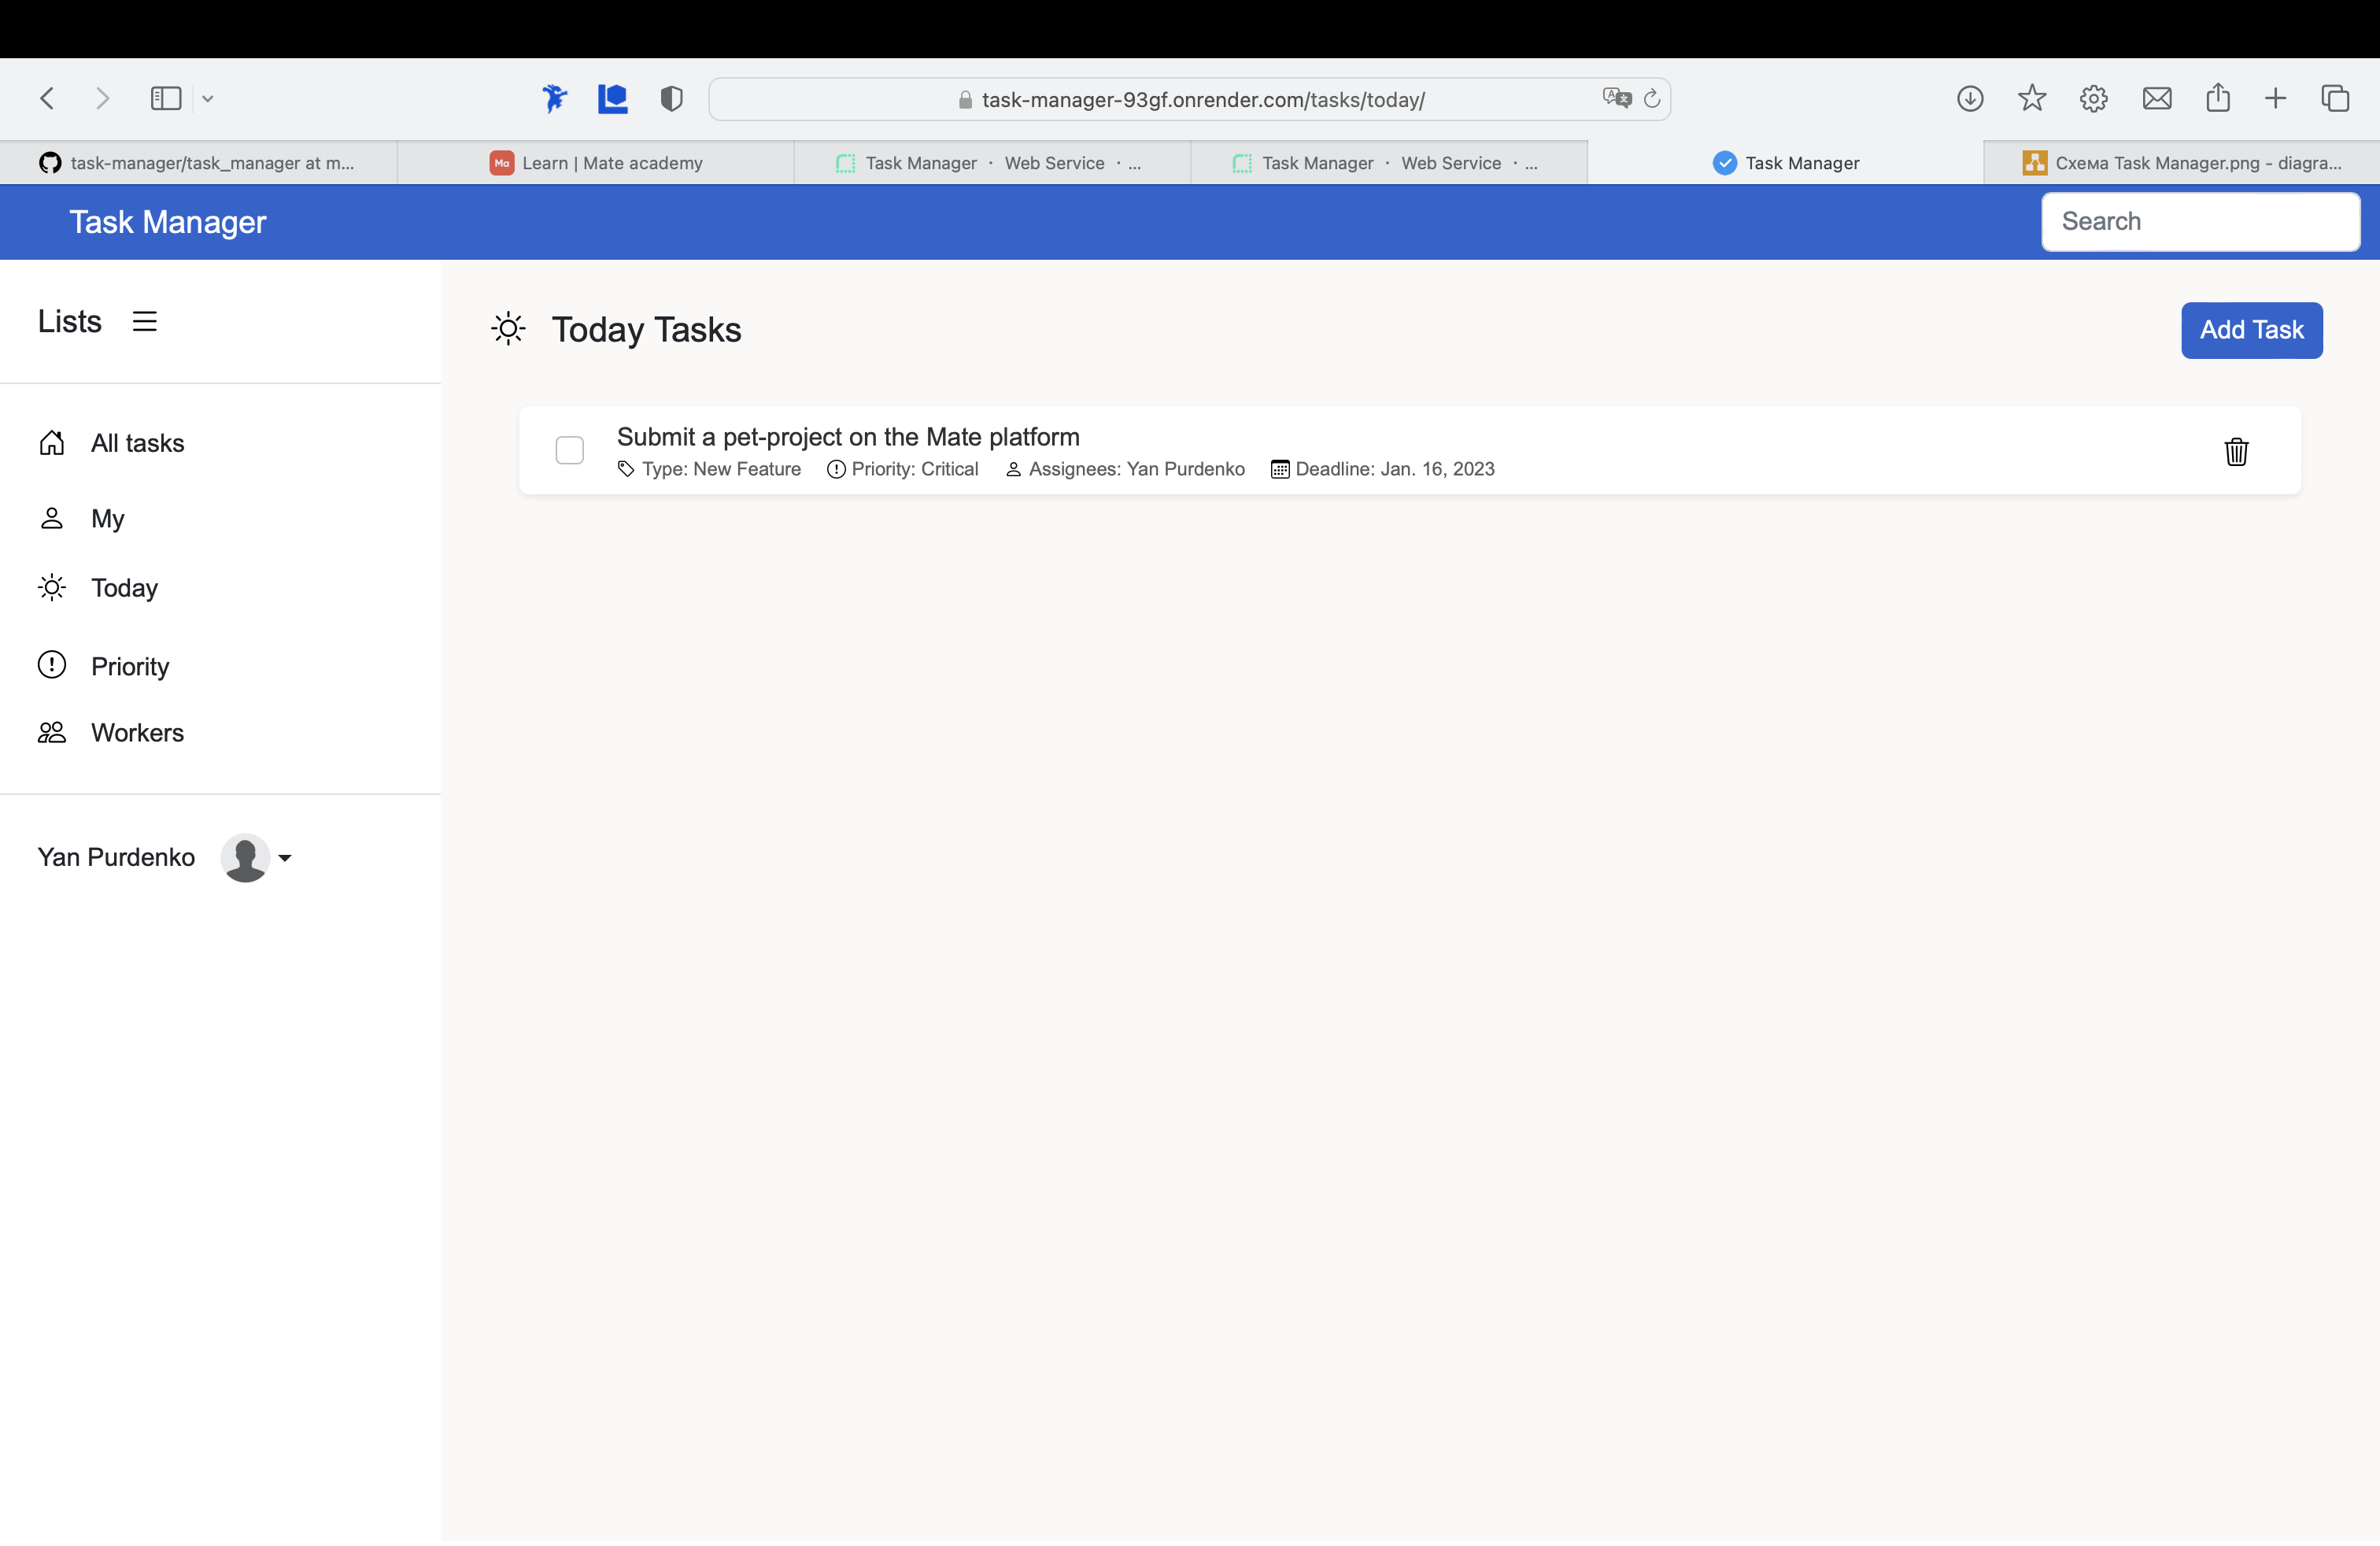 task-manager-93gf.onrender.com/tasks/today/
task-manager/task_manager at m...
Ma Learn | Mate academy
Task Manager · Web Service · ...
Task Manager · Web Service · ...
Task Manager
Схема Task Manager.png - diagra...
Task Manager
Search
Lists
Today Tasks
Add Task
Submit a pet-project on the Mate platform
Type: New Feature Priority: Critical Assignees: Yan Purdenko Deadline: Jan. 16, 2023
All tasks
My
Today
Priority
Workers
Yan Purdenko